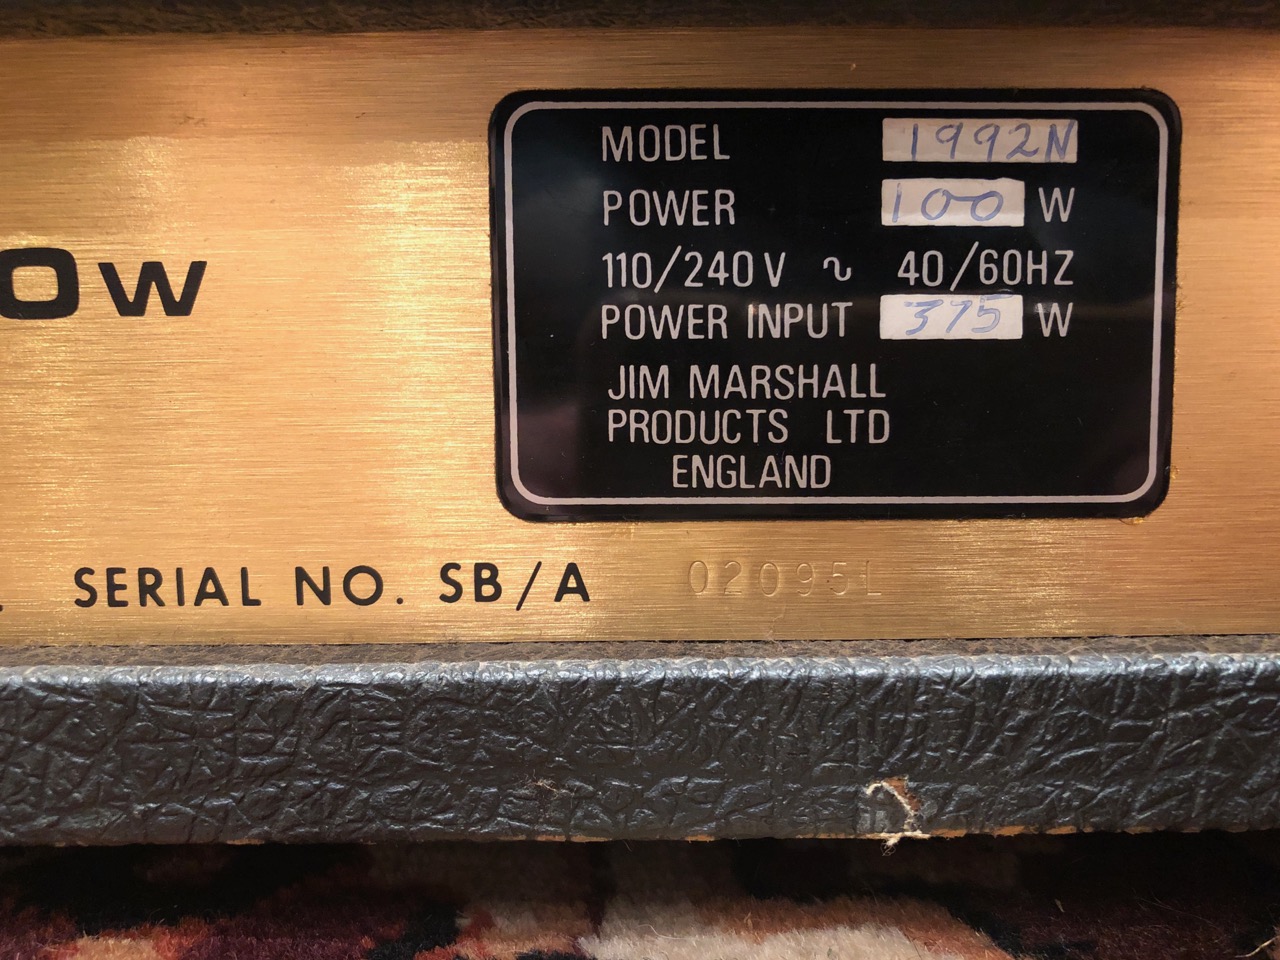 MODEL 1992N
POWER 100 W
110/240V ~ 40/60HZ
0W
POWER INPUT 375 W
JIM MARSHALL
PRODUCTS LTD
ENGLAND
. SERIAL NO. SB/A 02095L